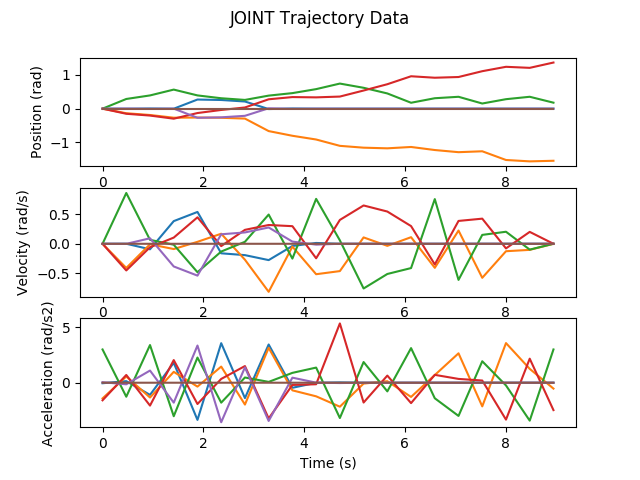 JOINT Trajectory Data
Position (rad)
1
0
−1
0 2 4 6 8
Velocity (rad/s)
0.5
0.0
−0.5
0 2 4 6 8
Acceleration (rad/s2)
5
0
0 2 4 6 8
Time (s)